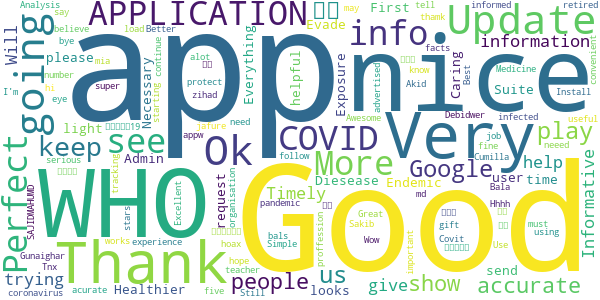 APPLICATION
info
Evade
First
Update
say
Analysis
tell
thamk
Informed
retired
believe
load
Better
may
bye
Will
going
please
number
mia
alot
I'm
hi
super
eye
continue
starting
Necessary
protect
zihad
Everything
helpful
Exposure
advertised
facts
know
information
Caring
Best
Suite
Medicine
Install
convenient
app
nice
Very
Perfect
keep
light
see
COVID
Ok
Akid
Debidwer
infected
useful
Google
job
fine
Cumilla
neeed
play
Admin
appw
jafure
need
More
follow
Awesome
user
help
time
Informative
WHO
Good
serious
tracking
Timely
Diesease
Endemic
Bala
Hhhh
SAJIDWAHUMD
Excellent
request
organisation
pandemic
md
gift
Use
must
using
stars
Thank
bals
Simple
Great
Sakib
Wow
Covit
Gunaighar
Tnx
trying
works
experience
hoax
proffession
people
us
looks
important
show
send
accurate
coronavirus
acurate
Healthier
five
teacher
hope
Still
give